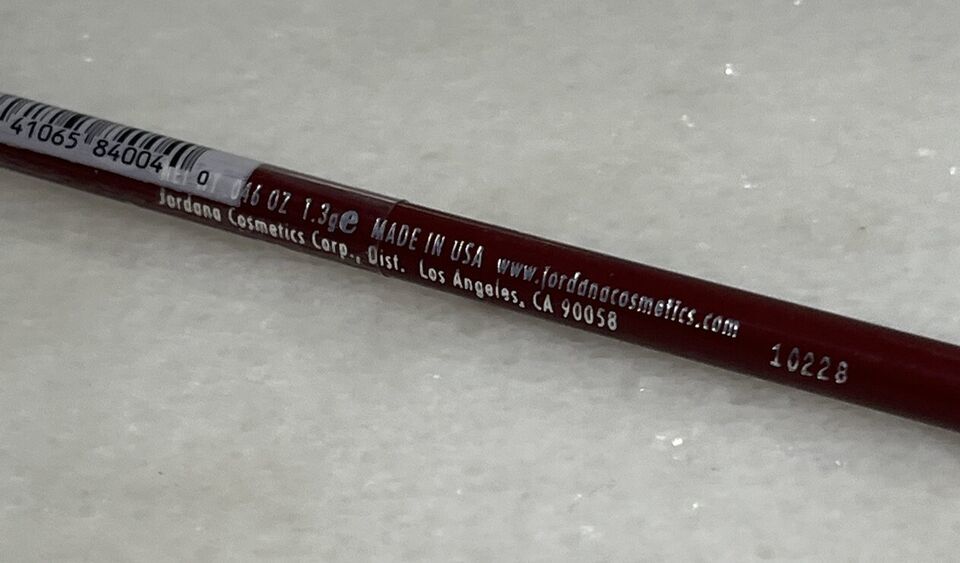 41065 84004 0
NET WT .046 OZ 1.3g e MADE IN USA www.jordanacosmetics.com
Jordana Cosmetics Corp., Dist. Los Angeles, CA 90058
10228